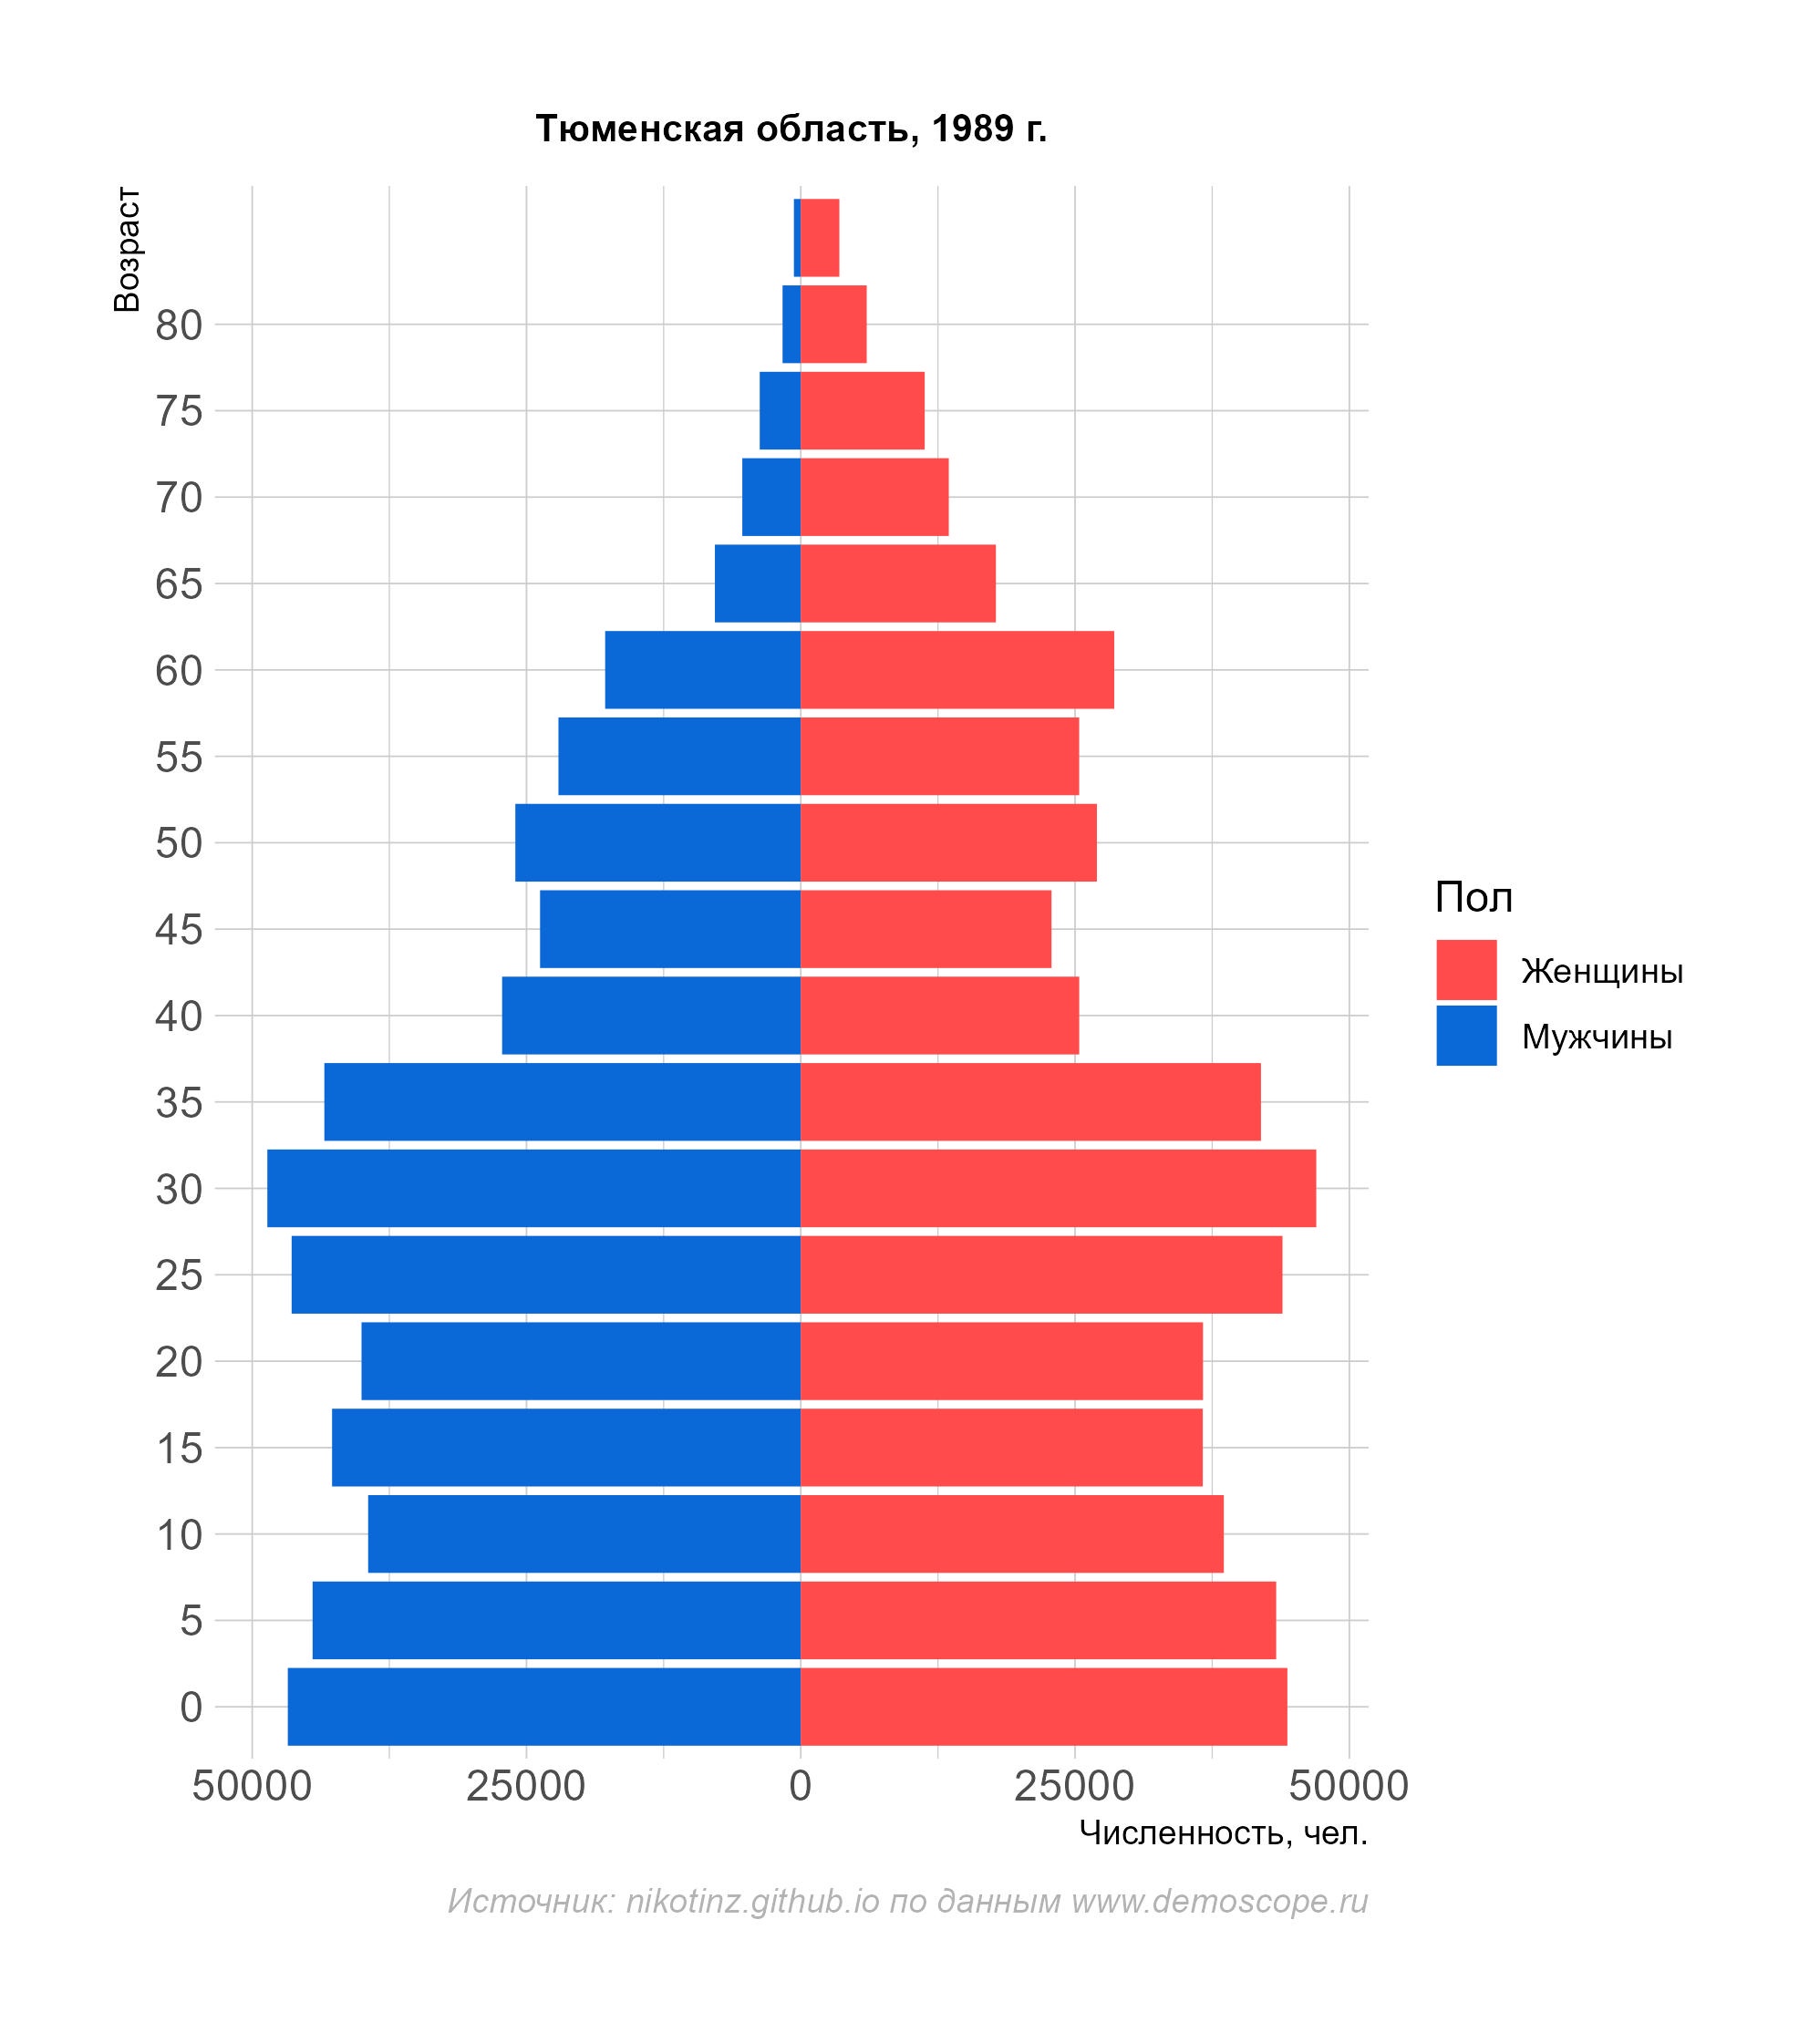 Тюменская область, 1989 г.
Возраст
80
75
70
65
60
55
50
45
40
35
30
25
20
15
10
5
0
50000 25000 0 25000 50000
Численность, чел.
Пол
Женщины
Мужчины
Источник: nikotinz.github.io по данным www.demoscope.ru